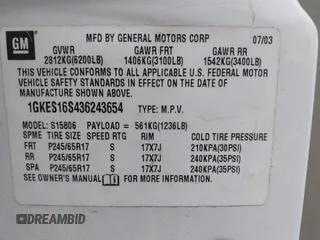 GM
MFD BY GENERAL MOTORS CORP 07/03
GVWR GAWR FRT GAWR RR
2812KG(6200LB) 1406KG(3100LB) 1542KG(3400LB)
THIS VEHICLE CONFORMS TO ALL APPLICABLE U.S. FEDERAL MOTOR
VEHICLE SAFETY STANDARDS IN EFFECT ON THE DATE OF
MANUFACTURE SHOWN ABOVE.
1GKES16S436243654 TYPE: M.P.V.
MODEL: S15806 PAYLOAD = 561KG(1236LB)
TIRE SIZE SPEED RTG RIM COLD TIRE PRESSURE
FRT P245/65R17 S 17X7J 210KPA(30PSI)
RR P245/65R17 S 17X7J 240KPA(35PSI)
SPA P245/65R17 S 17X7J 240KPA(35PSI)
SEE OWNER'S MANUAL FOR MORE INFORMATION.
DREAMBID